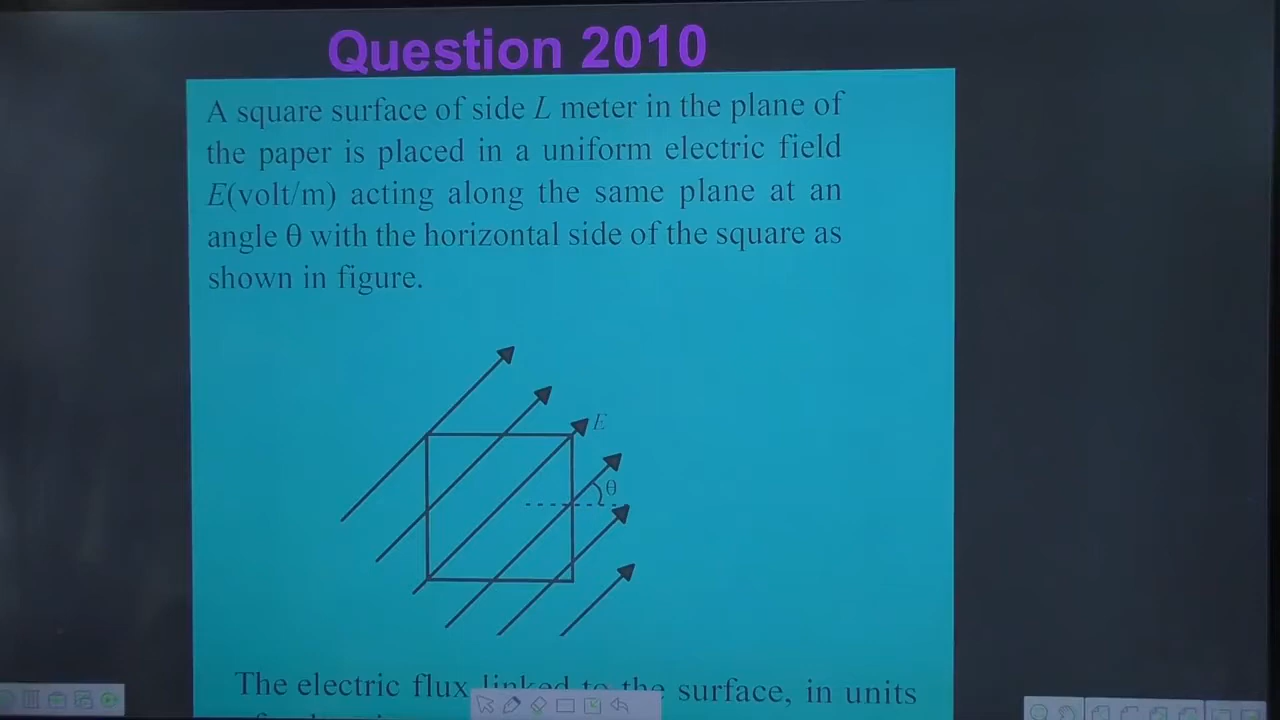 Question 2010
A square surface of side L meter in the plane of
the paper is placed in a uniform electric field
E(volt/m) acting along the same plane at an
angle θ with the horizontal side of the square as
shown in figure.
E
θ
The electric flux linked to the surface, in units